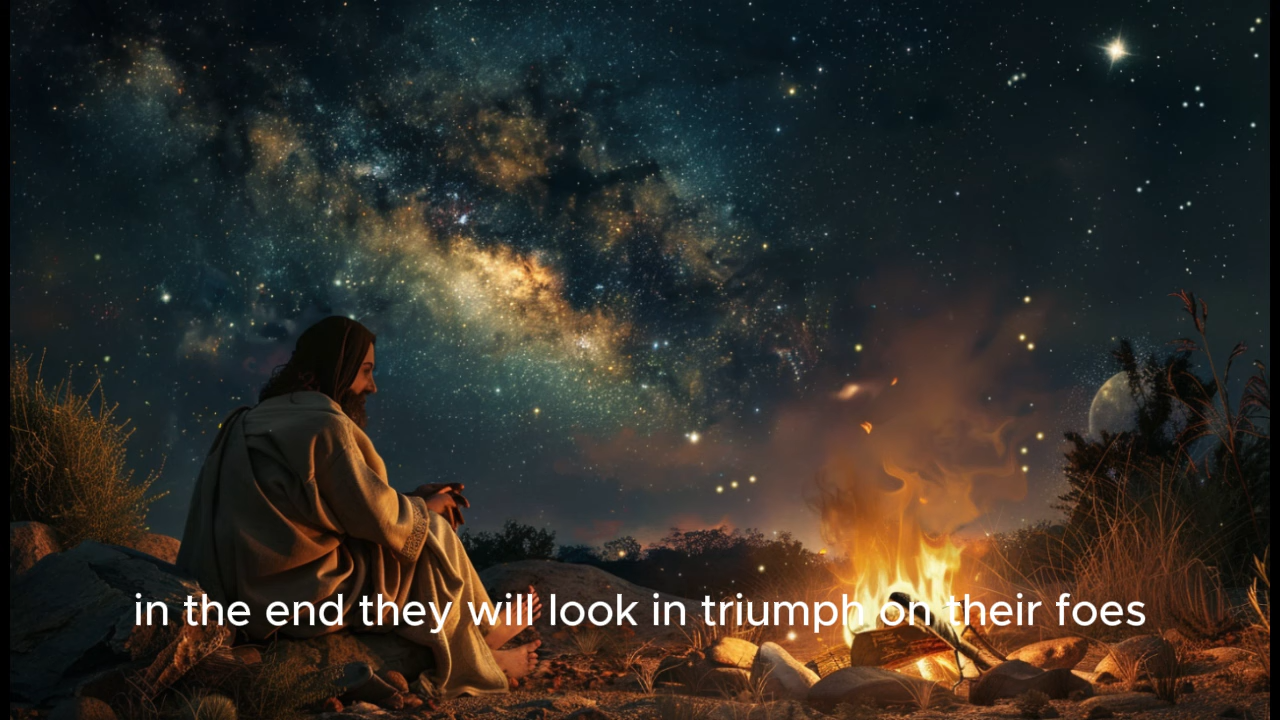 in the end they will look in triumph on their foes